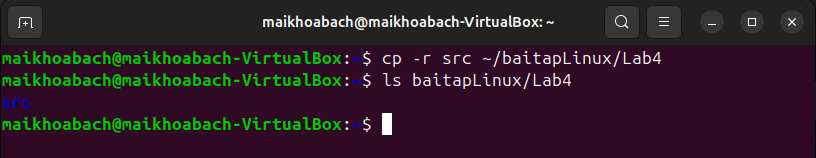 maikhoabach@maikhoabach-VirtualBox: ~
maikhoabach@maikhoabach-VirtualBox:~$ cp -r src ~/baitapLinux/Lab4
maikhoabach@maikhoabach-VirtualBox:~$ ls baitapLinux/Lab4
src
maikhoabach@maikhoabach-VirtualBox:~$